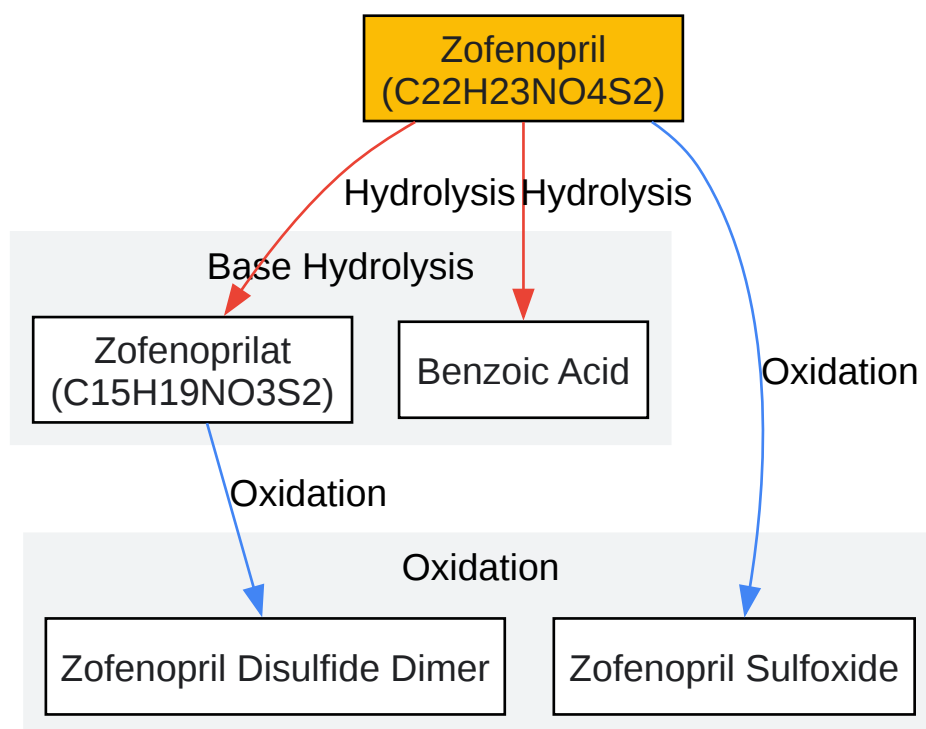 Zofenopril
(C22H23NO4S2)
Hydrolysis
Hydrolysis
Base Hydrolysis
Zofenoprilat
(C15H19NO3S2)
Benzoic Acid
Oxidation
Oxidation
Oxidation
Zofenopril Disulfide Dimer
Zofenopril Sulfoxide